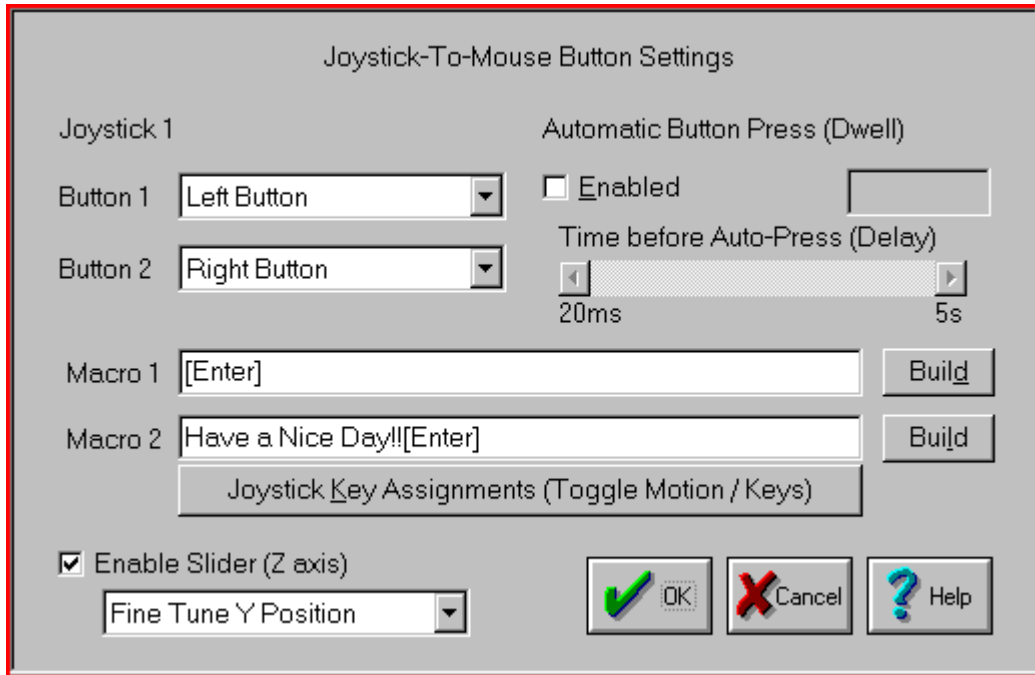 Joystick-To-Mouse Button Settings
Joystick 1
Automatic Button Press (Dwell)
Button 1 Left Button
Enabled
Button 2 Right Button
Time before Auto-Press (Delay)
20ms 5s
Macro 1 [Enter] Build
Macro 2 Have a Nice Day!![Enter] Build
Joystick Key Assignments (Toggle Motion / Keys)
Enable Slider (Z axis)
Fine Tune Y Position
OK Cancel Help